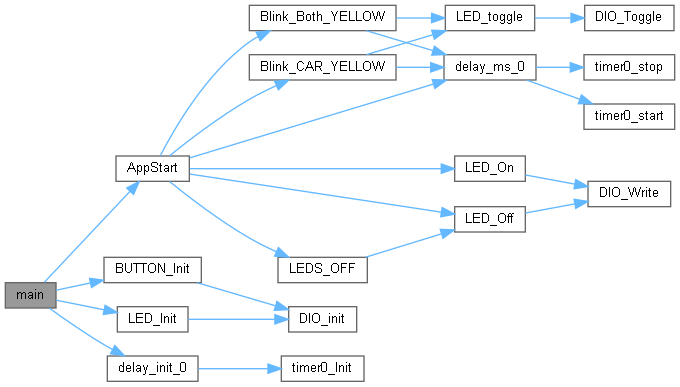 Blink_Both_YELLOW
LED_toggle
DIO_Toggle
Blink_CAR_YELLOW
delay_ms_0
timer0_stop
timer0_start
AppStart
LED_On
DIO_Write
LED_Off
LEDS_OFF
BUTTON_Init
main
LED_Init
DIO_init
delay_init_0
timer0_Init